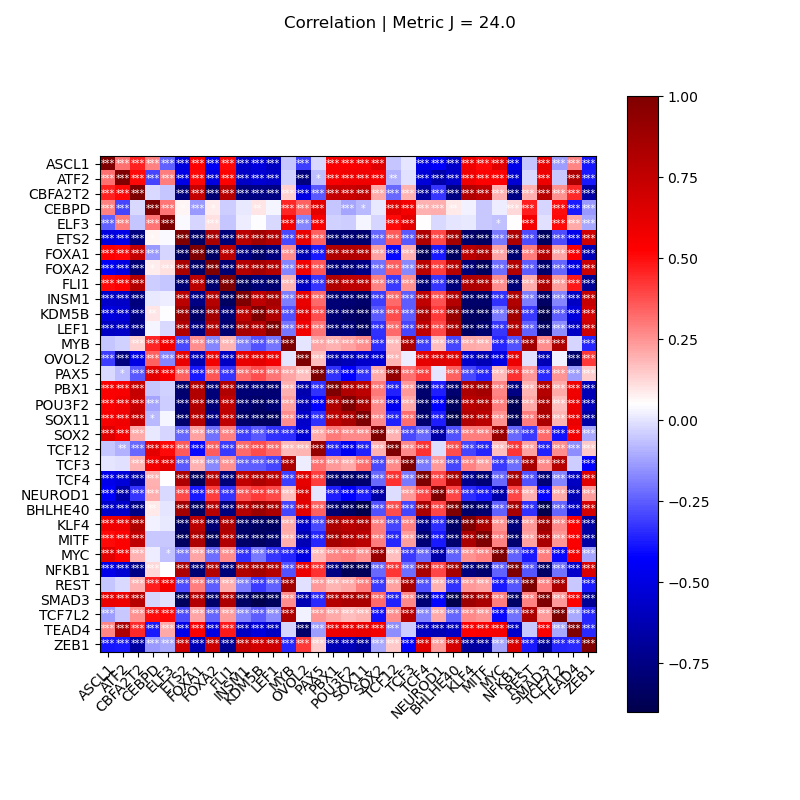 Correlation | Metric J = 24.0
ASCL1
ATF2
CBFA2T2
CEBPD
ELF3
ETS2
FOXA1
FOXA2
FLI1
INSM1
KDM5B
LEF1
MYB
OVOL2
PAX5
PBX1
POU3F2
SOX11
SOX2
TCF12
TCF3
TCF4
NEUROD1
BHLHE40
KLF4
MITF
MYC
NFKB1
REST
SMAD3
TCF7L2
TEAD4
ZEB1
ASCL1
ATF2
CBFA2T2
CEBPD
ELF3
ETS2
FOXA1
FOXA2
FLI1
INSM1
KDM5B
LEF1
MYB
OVOL2
PAX5
PBX1
POU3F2
SOX11
SOX2
TCF12
TCF3
TCF4
NEUROD1
BHLHE40
KLF4
MITF
MYC
NFKB1
REST
SMAD3
TCF7L2
TEAD4
ZEB1
1.00
0.75
0.50
0.25
0.00
−0.25
−0.50
−0.75